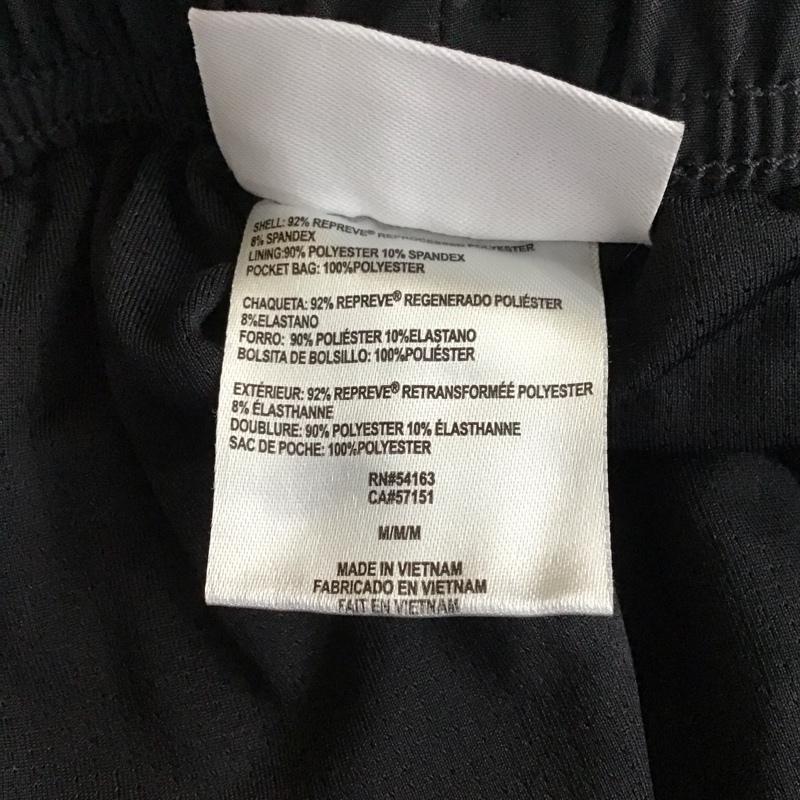 SHELL: 92% REPREVE® REPROCESSED POLYESTER
8% SPANDEX
LINING:90% POLYESTER 10% SPANDEX
POCKET BAG: 100%POLYESTER
CHAQUETA: 92% REPREVE® REGENERADO POLIÉSTER
8%ELASTANO
FORRO: 90% POLIÉSTER 10%ELASTANO
BOLSITA DE BOLSILLO: 100%POLIÉSTER
EXTÉRIEUR: 92% REPREVE® RETRANSFORMÉÉ POLYESTER
8% ÉLASTHANNE
DOUBLURE: 90% POLYESTER 10% ÉLASTHANNE
SAC DE POCHE: 100%POLYESTER
RN#54163
CA#57151
M/M/M
MADE IN VIETNAM
FABRICADO EN VIETNAM
FAIT EN VIETNAM